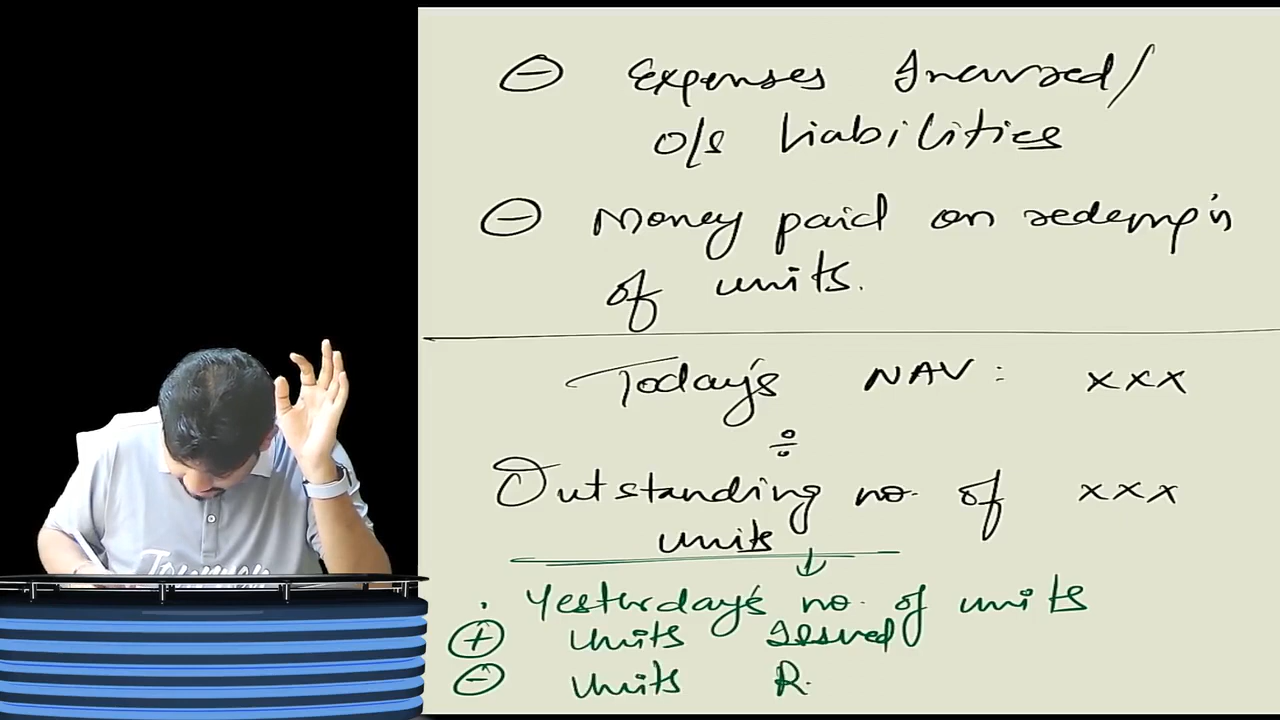 ⊖ Expenses Incurred/
o/s liabilities
⊖ Money paid on redemp'n
of units.
Today's NAV : xxx
÷
Outstanding no. of xxx
units
↓
. Yesterday's no. of units
⊕ Units Issued
⊖ Units R.